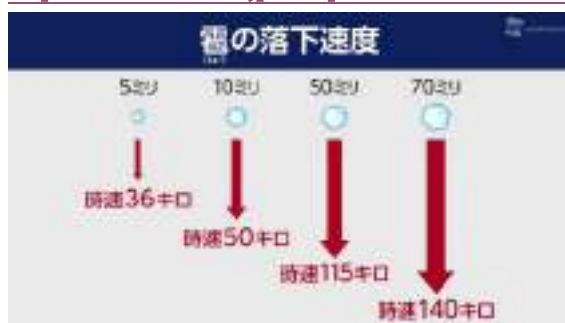 雹の落下速度
5ミリ
10ミリ
50ミリ
70ミリ
時速36キロ
時速50キロ
時速115キロ
時速140キロ